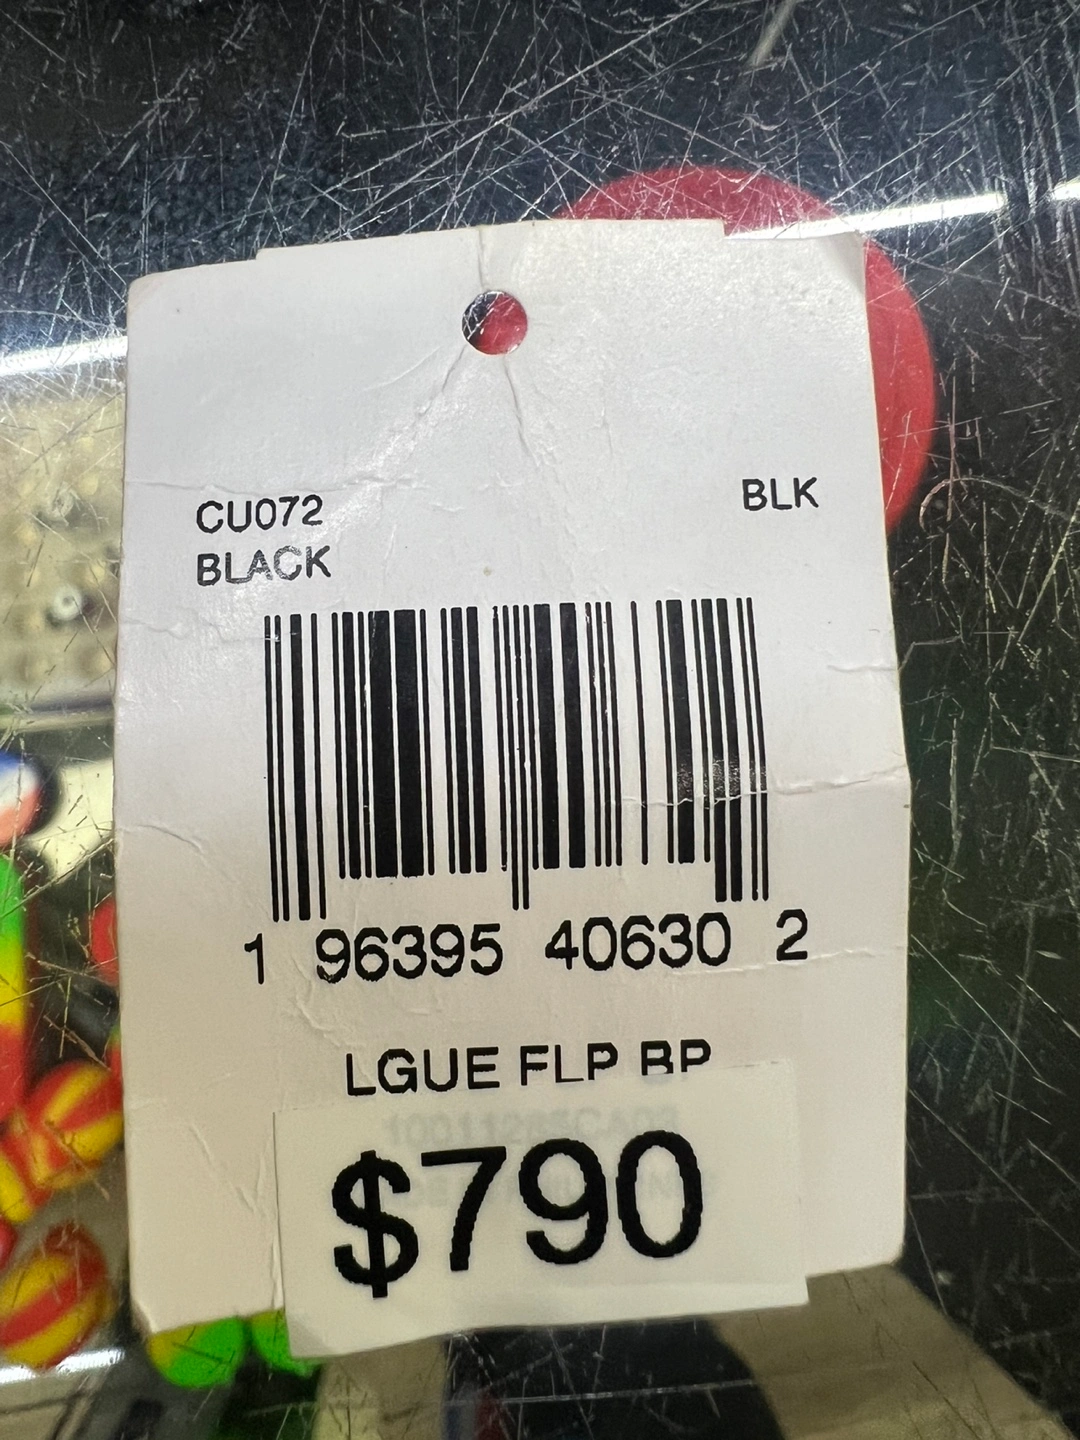 CU072 BLK
BLACK
1 96395 40630 2
LGUE FLP BP
$790